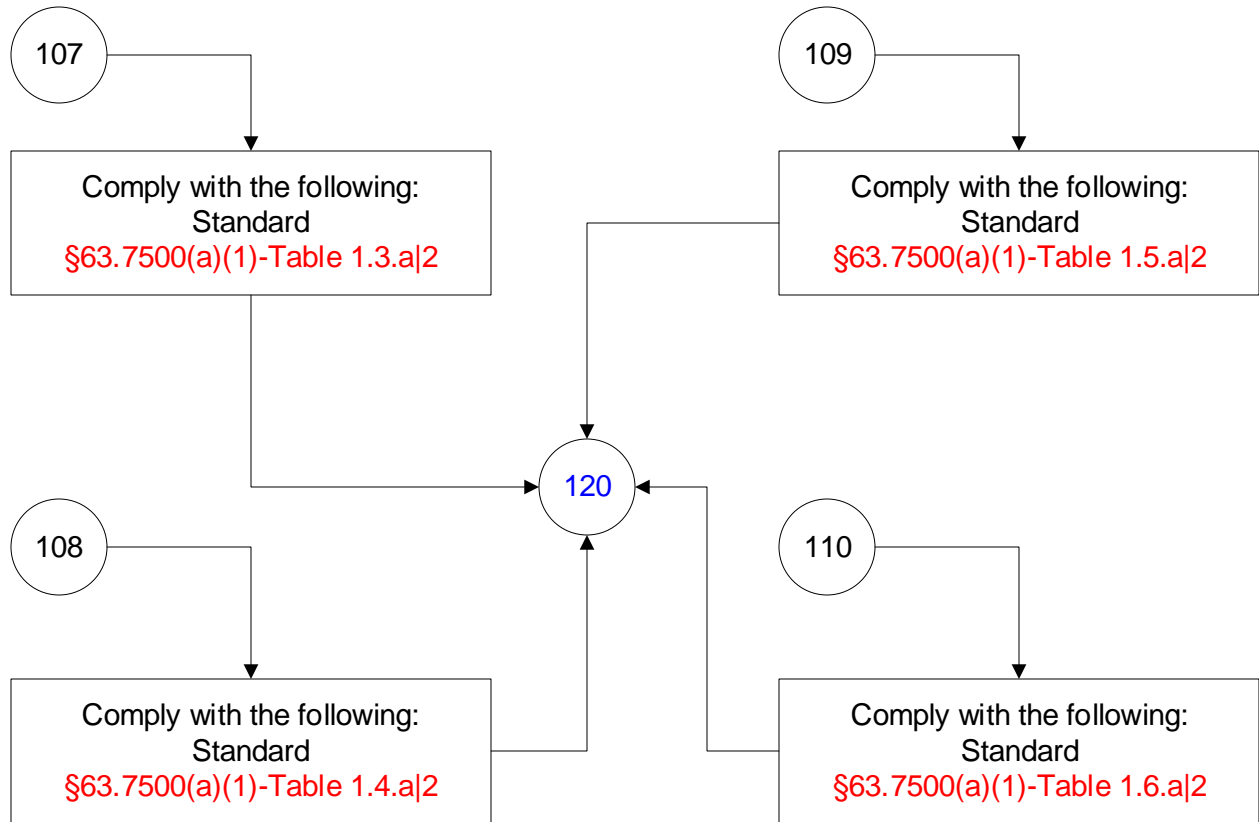 107
Comply with the following:
Standard
§63.7500(a)(1)-Table 1.3.a|2
109
Comply with the following:
Standard
§63.7500(a)(1)-Table 1.5.a|2
120
108
Comply with the following:
Standard
§63.7500(a)(1)-Table 1.4.a|2
110
Comply with the following:
Standard
§63.7500(a)(1)-Table 1.6.a|2